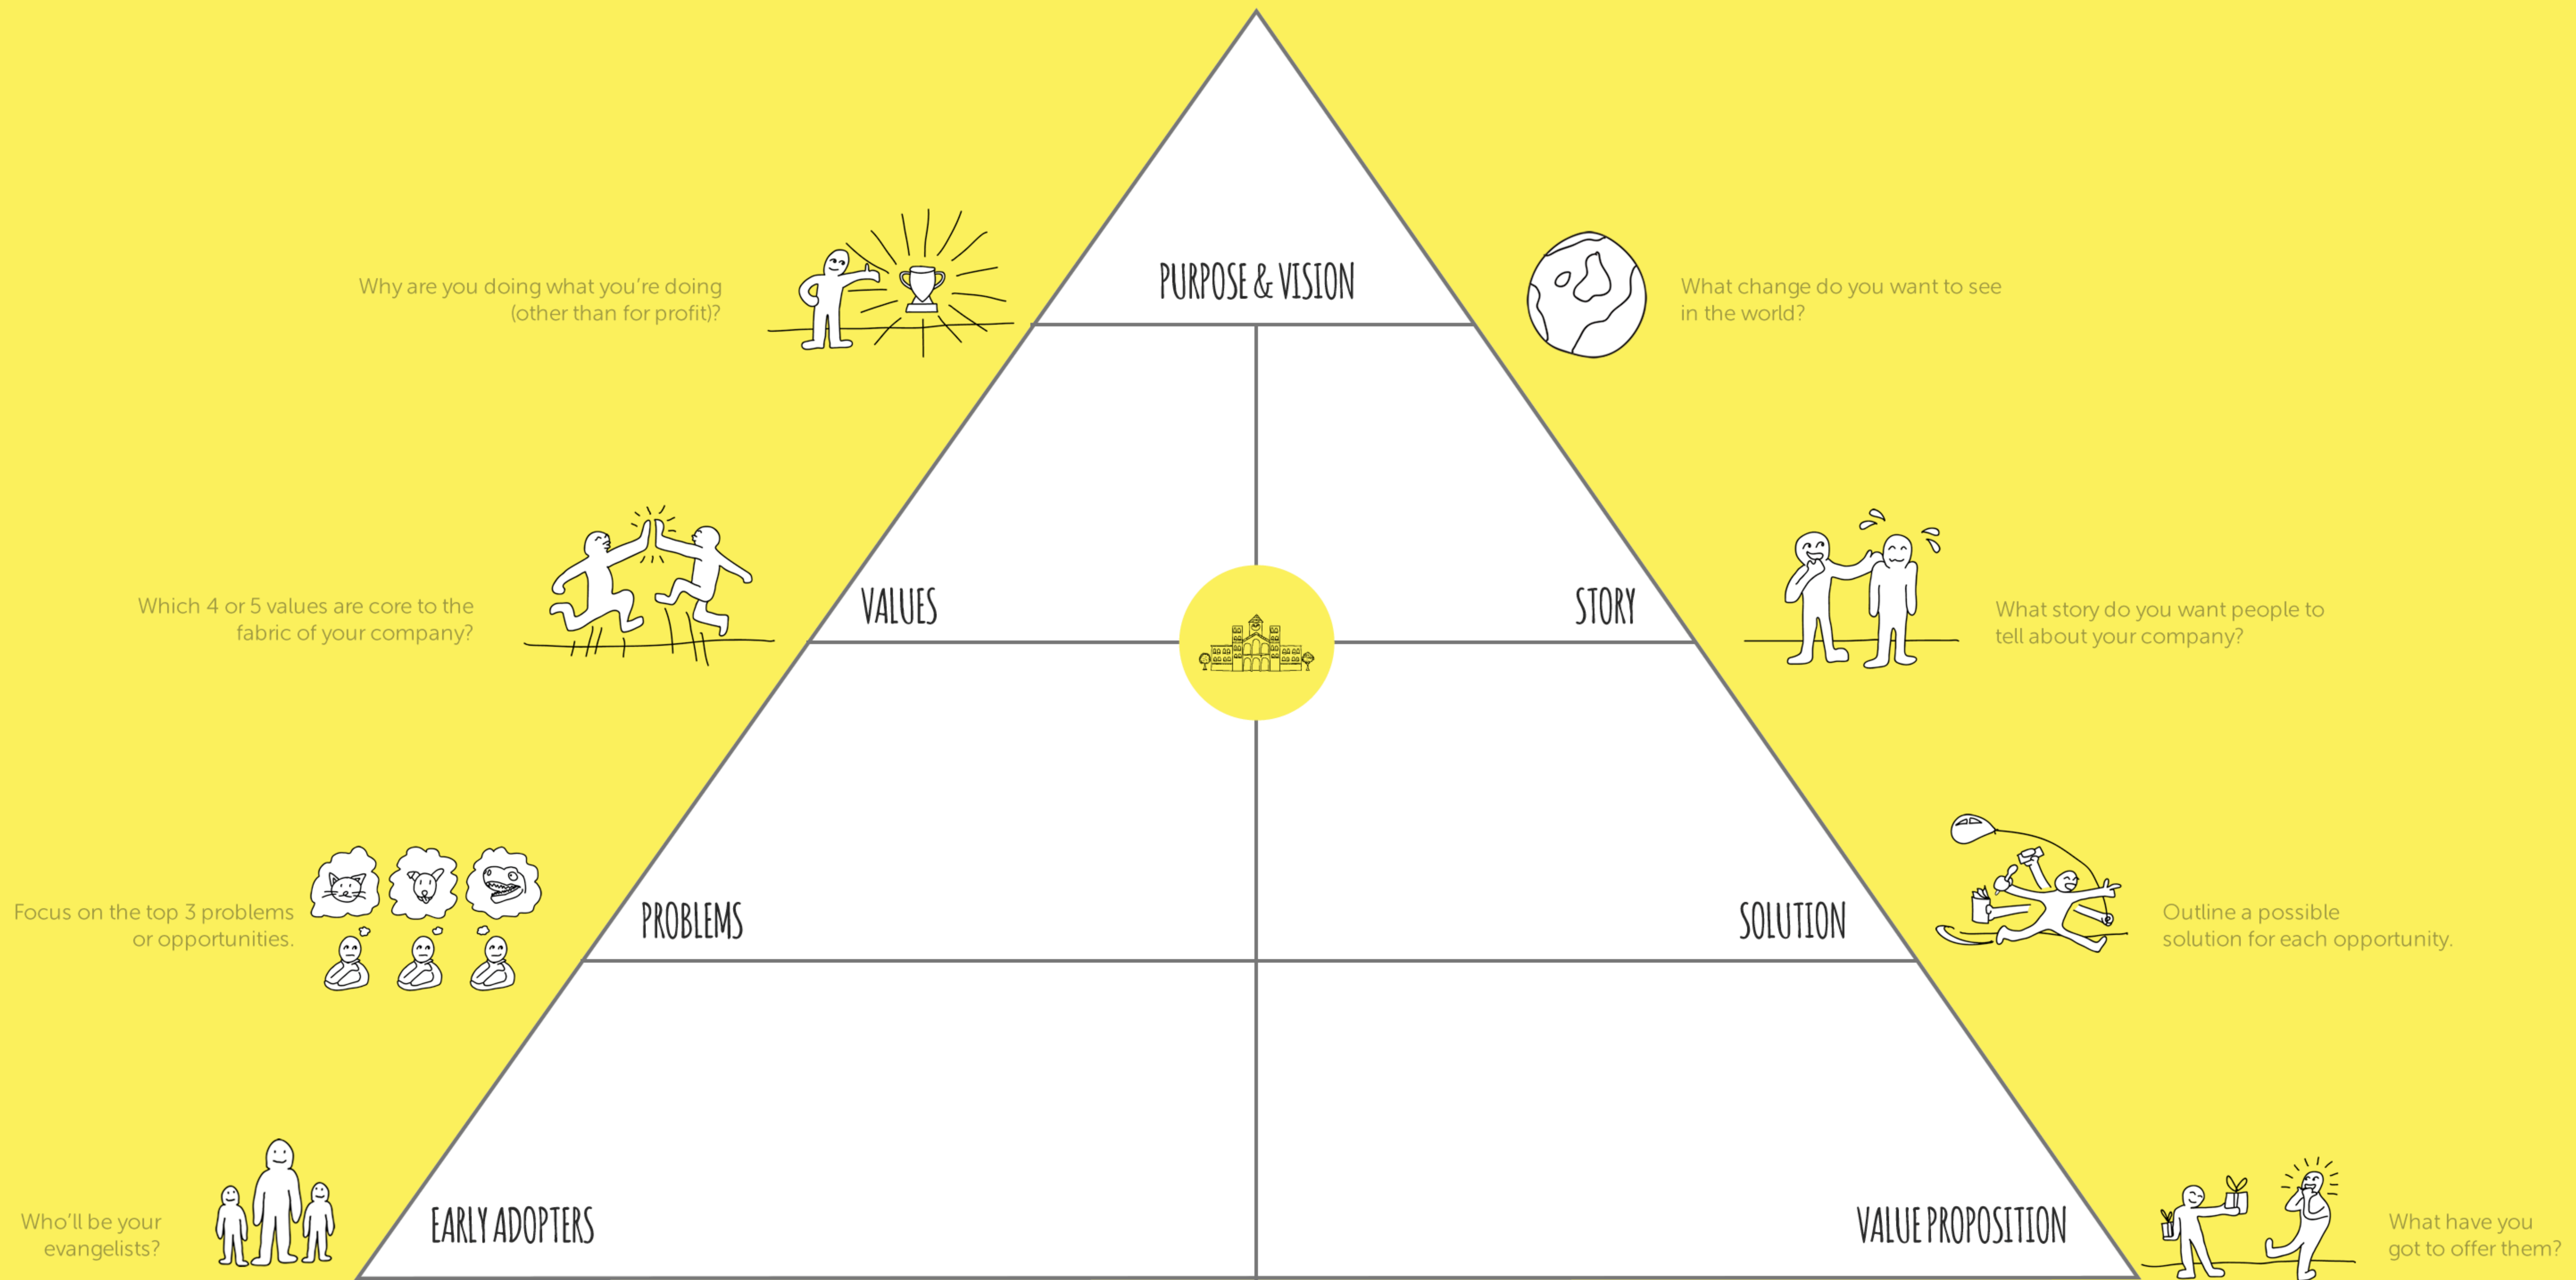 Why are you doing what you're doing
(other than for profit)?
PURPOSE & VISION
What change do you want to see
in the world?
Which 4 or 5 values are core to the
fabric of your company?
VALUES
STORY
What story do you want people to
tell about your company?
Focus on the top 3 problems
or opportunities.
PROBLEMS
SOLUTION
Outline a possible
solution for each opportunity.
Who'll be your
evangelists?
EARLY ADOPTERS
VALUE PROPOSITION
What have you
got to offer them?